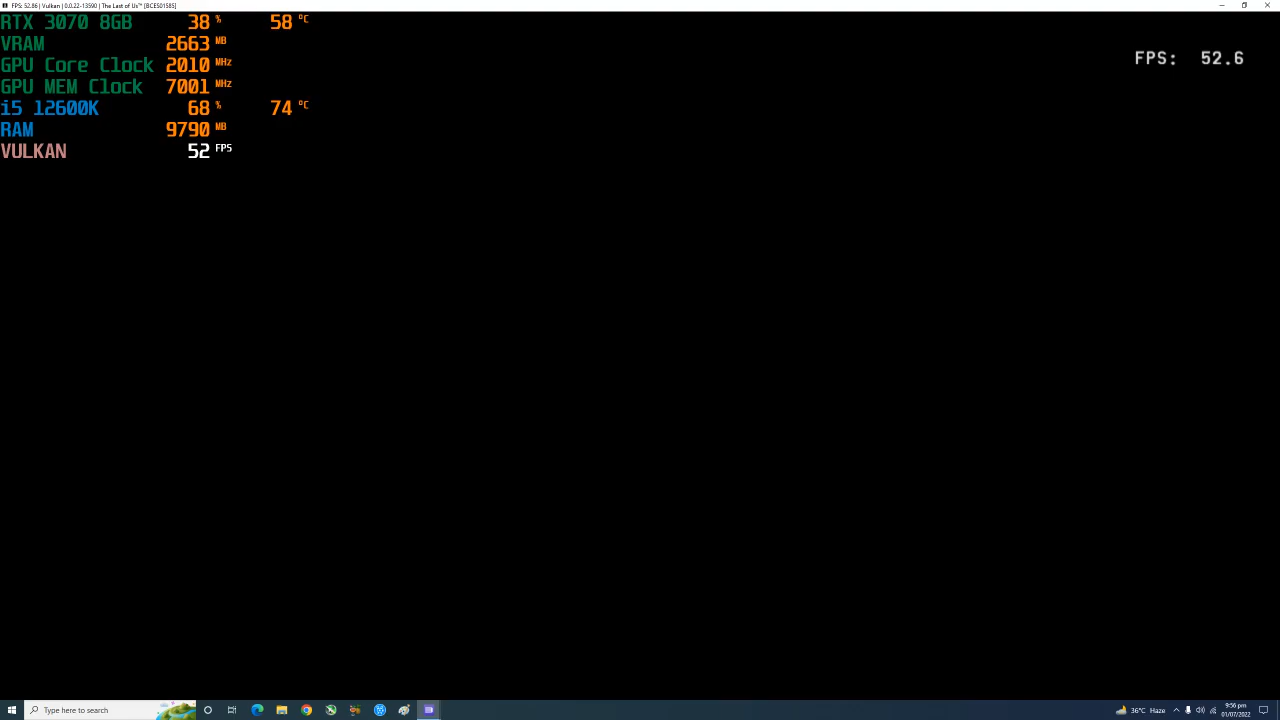 FPS: 52.86 | Vulkan | 0.0.22-13590 | The Last of Us™ [BCES01585]
RTX 3070 8GB 38 % 58 °C
VRAM 2663 MB
GPU Core Clock 2010 MHz
GPU MEM Clock 7001 MHz
i5 12600K 68 % 74 °C
RAM 9790 MB
VULKAN 52 FPS
FPS: 52.6
Type here to search
36°C Haze
9:56 pm
01/07/2022